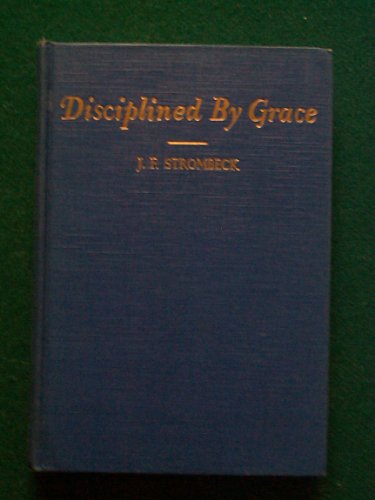 Disciplined By Grace
J. F. STROMBECK